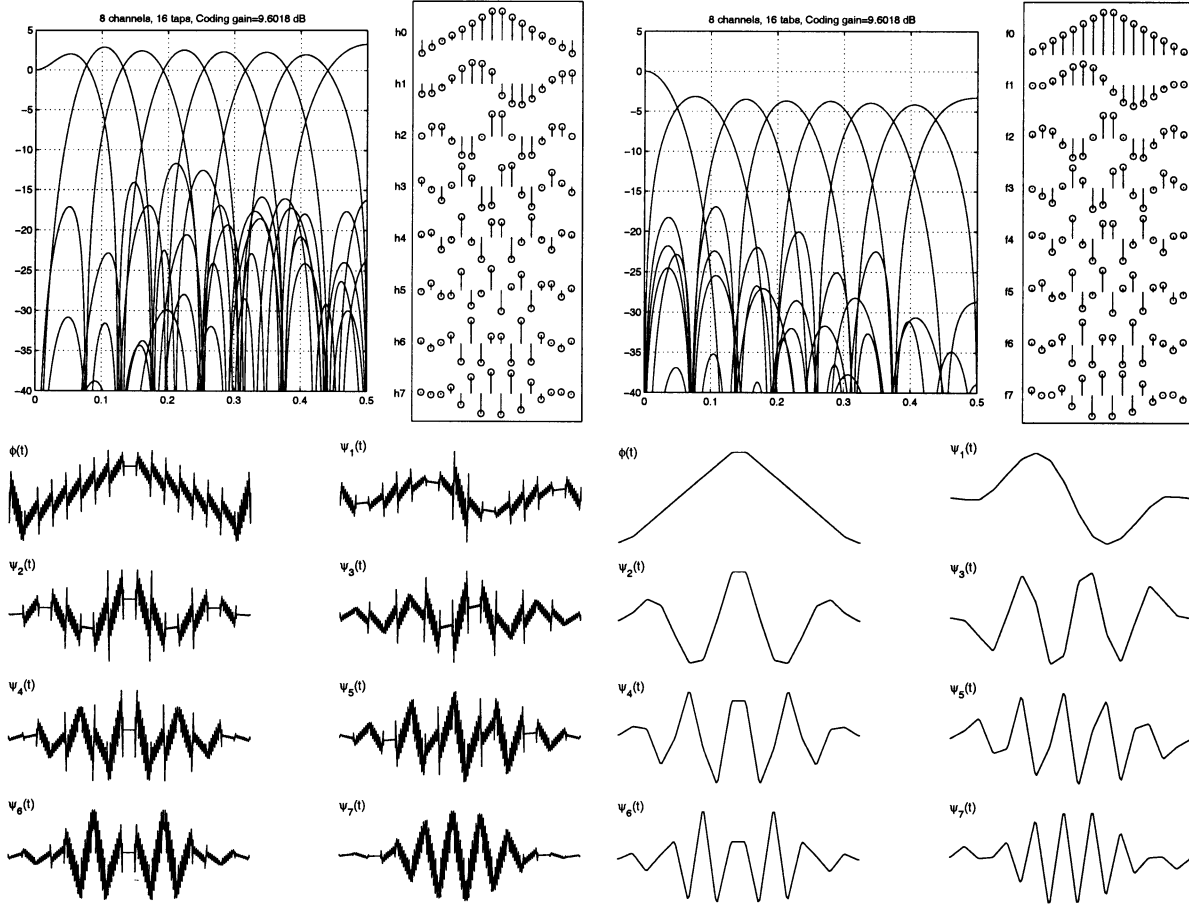 8 channels, 16 taps, Coding gain=9.6018 dB
5
0
−5
−10
−15
−20
−25
−30
−35
−40
0
0.1
0.2
0.3
0.4
0.5
h0
h1
h2
h3
h4
h5
h6
h7
8 channels, 16 tabs, Coding gain=9.6018 dB
5
0
−5
−10
−15
−20
−25
−30
−35
−40
0
0.1
0.2
0.3
0.4
0.5
f0
f1
f2
f3
f4
f5
f6
f7
ϕ(t)
ψ1(t)
ϕ(t)
ψ1(t)
ψ2(t)
ψ3(t)
ψ2(t)
ψ3(t)
ψ4(t)
ψ5(t)
ψ4(t)
ψ5(t)
ψ6(t)
ψ7(t)
ψ6(t)
ψ7(t)